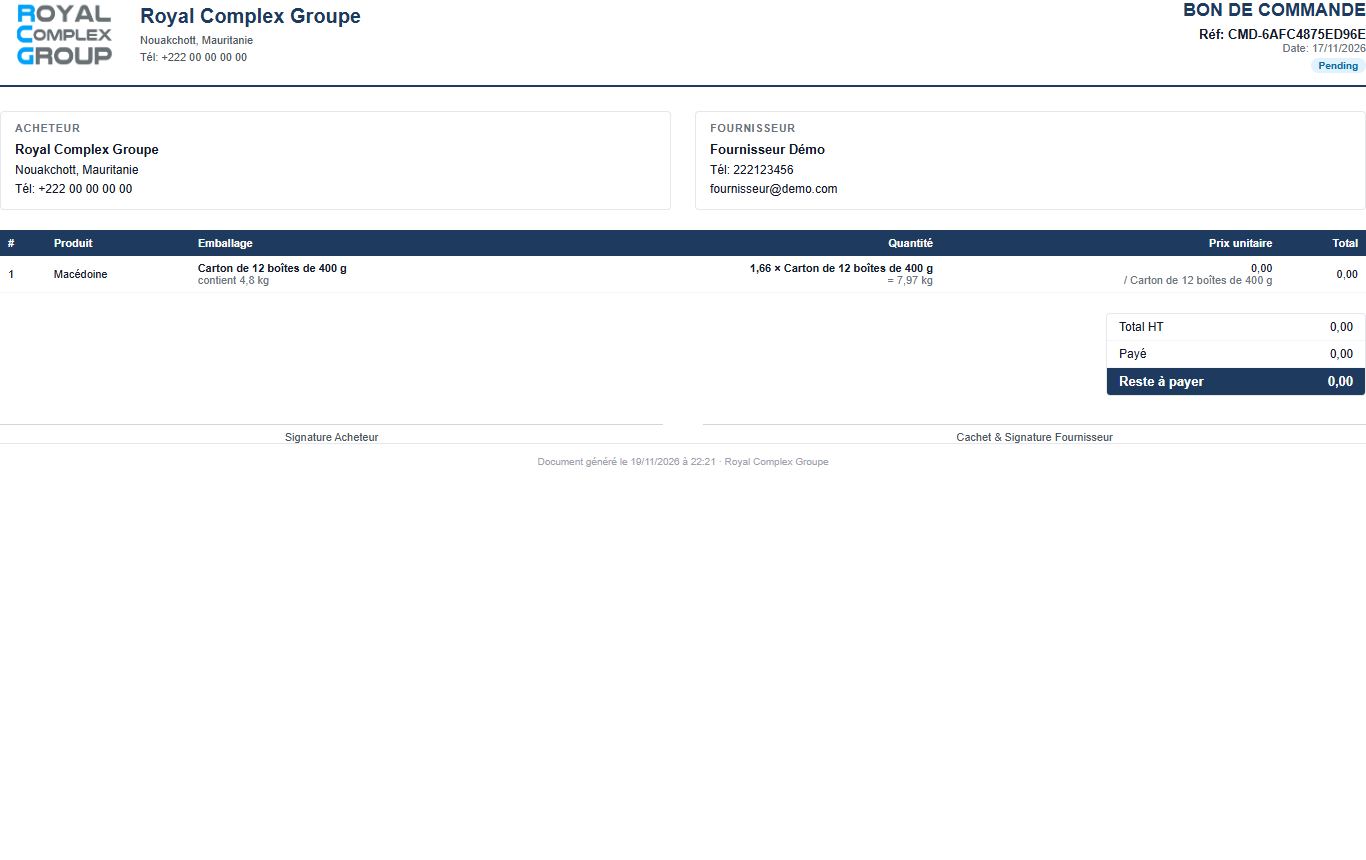 ROYAL
COMPLEX
GROUP
Royal Complex Groupe
Nouakchott, Mauritanie
Tél: +222 00 00 00 00
BON DE COMMANDE
Réf: CMD-6AFC4875ED96E
Date: 17/11/2026
Pending
ACHETEUR
Royal Complex Groupe
Nouakchott, Mauritanie
Tél: +222 00 00 00 00
FOURNISSEUR
Fournisseur Démo
Tél: 222123456
fournisseur@demo.com
# Produit Emballage Quantité Prix unitaire Total
1 Macédoine Carton de 12 boîtes de 400 g 1,66 × Carton de 12 boîtes de 400 g 0,00 0,00
contient 4,8 kg = 7,97 kg / Carton de 12 boîtes de 400 g
Total HT 0,00
Payé 0,00
Reste à payer 0,00
Signature Acheteur Cachet & Signature Fournisseur
Document généré le 19/11/2026 à 22:21 · Royal Complex Groupe